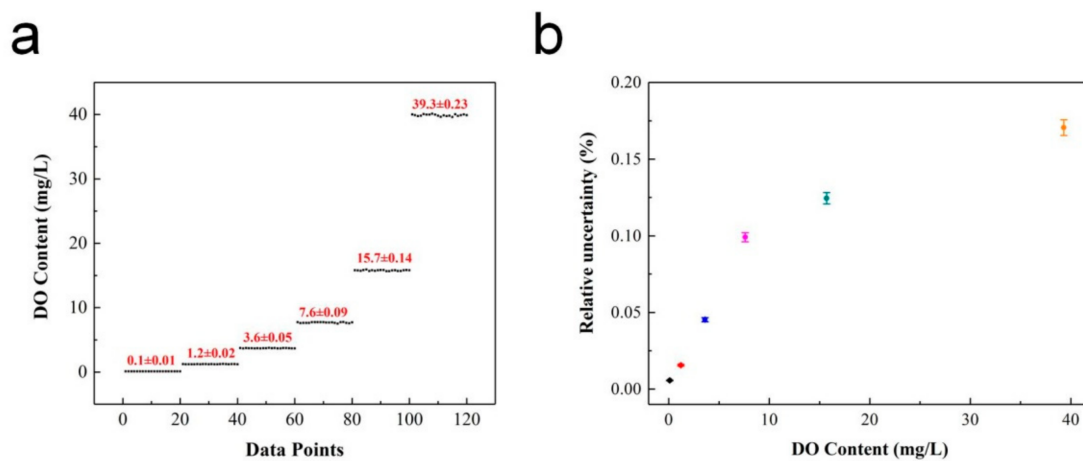 a
DO Content (mg/L)
40
30
20
10
0
39.3±0.23
15.7±0.14
7.6±0.09
3.6±0.05
1.2±0.02
0.1±0.01
0 20 40 60 80 100 120
Data Points
b
Relative uncertainty (%)
0.20
0.15
0.10
0.05
0.00
0 10 20 30 40
DO Content (mg/L)